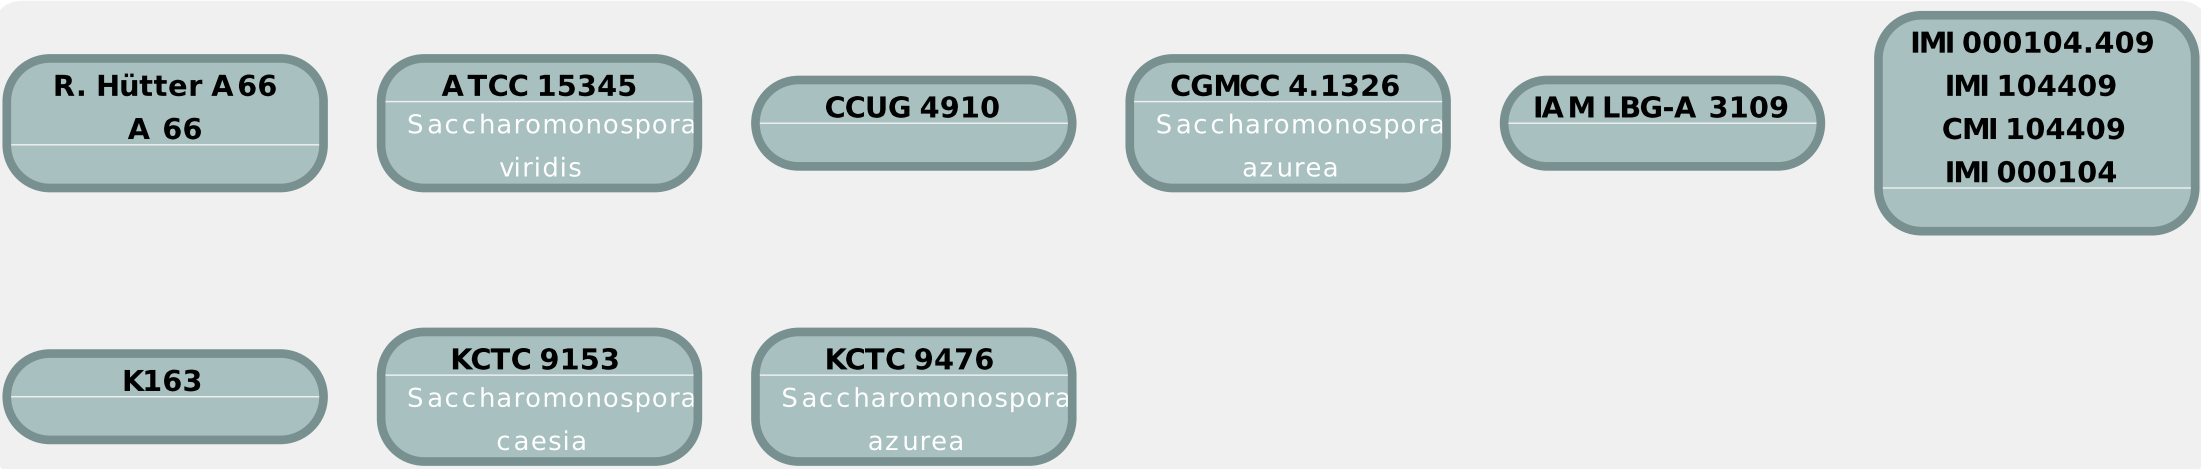 R. Hütter A66
A 66
ATCC 15345
Saccharomonospora
viridis
CCUG 4910
CGMCC 4.1326
Saccharomonospora
azurea
IAM LBG-A 3109
IMI 000104.409
IMI 104409
CMI 104409
IMI 000104
K163
KCTC 9153
Saccharomonospora
caesia
KCTC 9476
Saccharomonospora
azurea